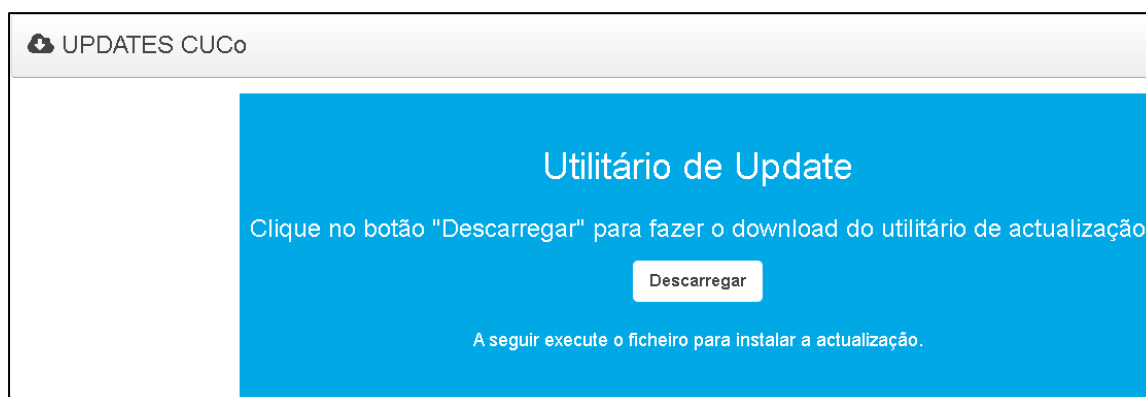 UPDATES CUCo
Utilitário de Update
Clique no botão "Descarregar" para fazer o download do utilitário de actualização
Descarregar
A seguir execute o ficheiro para instalar a actualização.